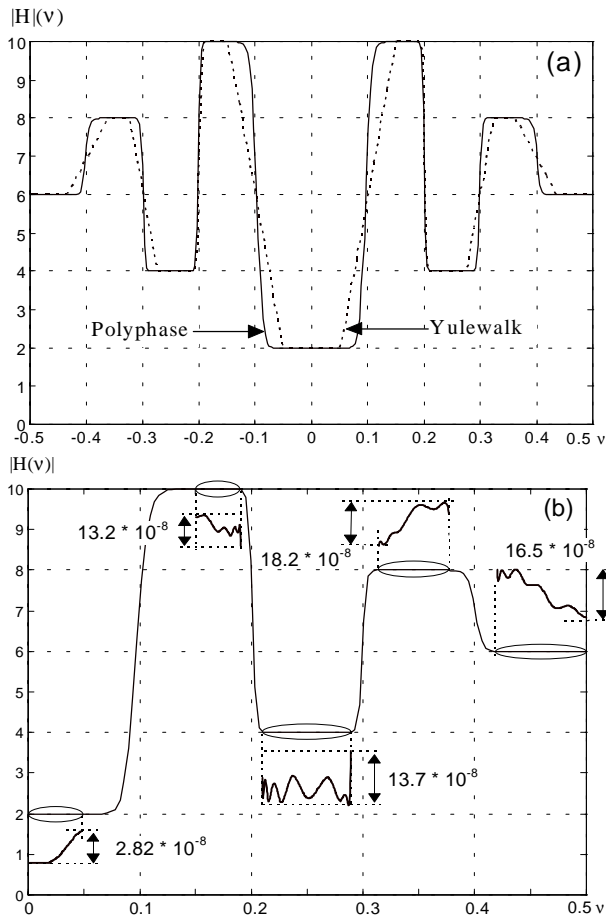 |H|(ν)
(a)
10
9
8
7
6
5
4
3
2
1
0
Polyphase
Yulewalk
-0.5 -0.4 -0.3 -0.2 -0.1 0 0.1 0.2 0.3 0.4 0.5 ν
|H(ν)|
(b)
10
9
8
7
6
5
4
3
2
1
0
13.2 * 10⁻⁸
18.2 * 10⁻⁸
16.5 * 10⁻⁸
13.7 * 10⁻⁸
2.82 * 10⁻⁸
0 0.1 0.2 0.3 0.4 0.5 ν